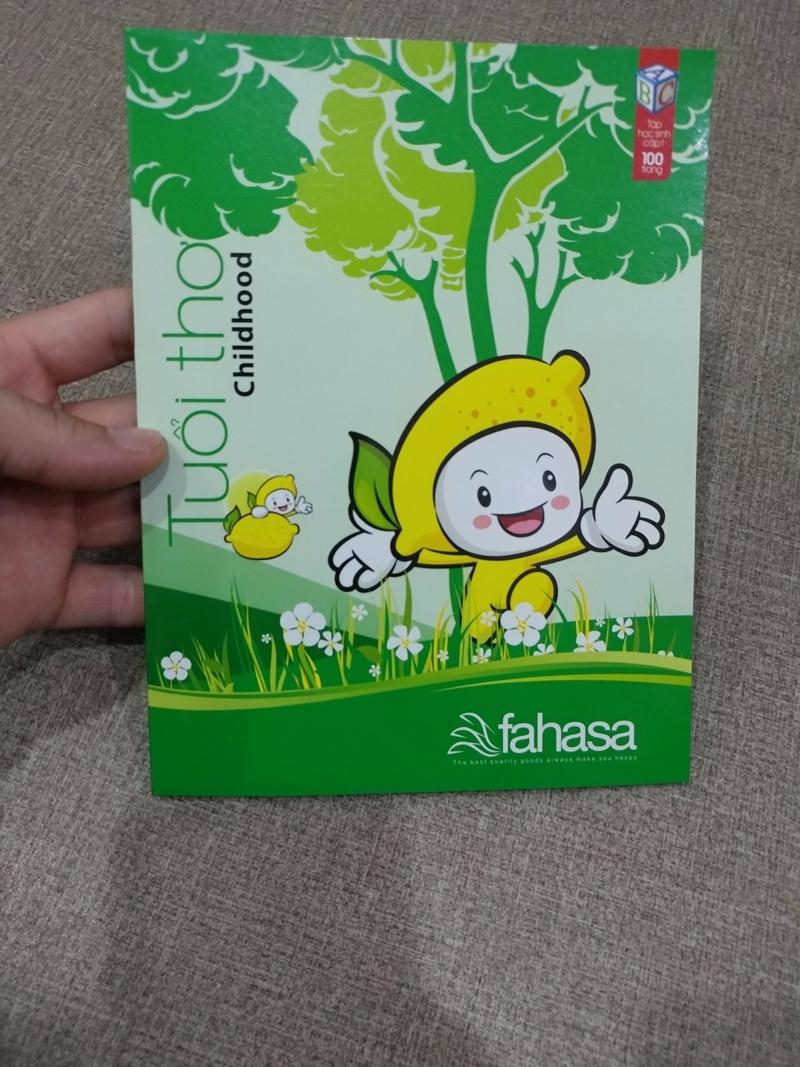 A
B C
Tập
học sinh
cấp 1
100
trang
Tuổi thơ
Childhood
fahasa
The best quality goods always make you happy